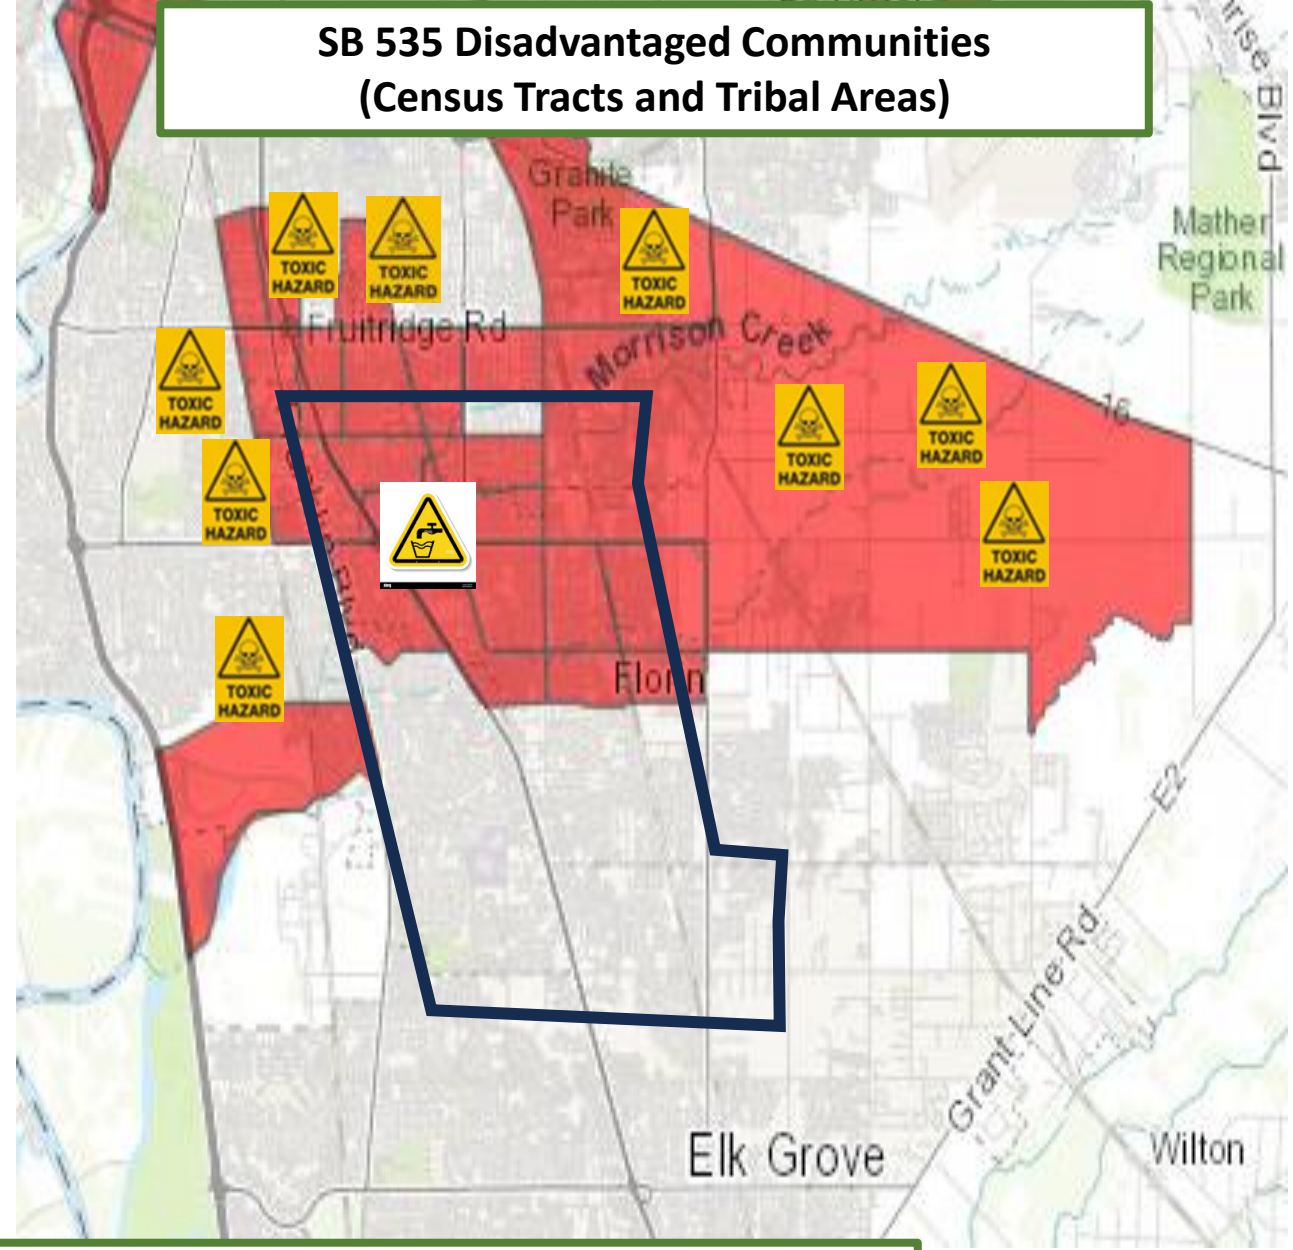 SB 535 Disadvantaged Communities
(Census Tracts and Tribal Areas)
Blvd
Granite
Park
Mather
Regional
Park
TOXIC
HAZARD
TOXIC
HAZARD
TOXIC
HAZARD
Fruitridge Rd
Morrison Creek
TOXIC
HAZARD
16
TOXIC
HAZARD
TOXIC
HAZARD
TOXIC
HAZARD
TOXIC
HAZARD
Florin
TOXIC
HAZARD
E2
Grant Line Rd
Elk Grove
Wilton